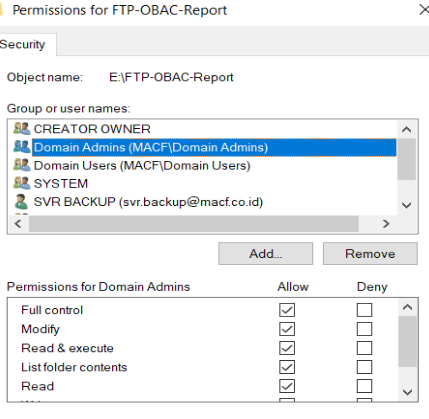 Permissions for FTP-OBAC-Report
Security
Object name: E:\FTP-OBAC-Report
Group or user names:
CREATOR OWNER
Domain Admins (MACF\Domain Admins)
Domain Users (MACF\Domain Users)
SYSTEM
SVR BACKUP (svr.backup@macf.co.id)
Add...
Remove
Permissions for Domain Admins Allow Deny
Full control
Modify
Read & execute
List folder contents
Read